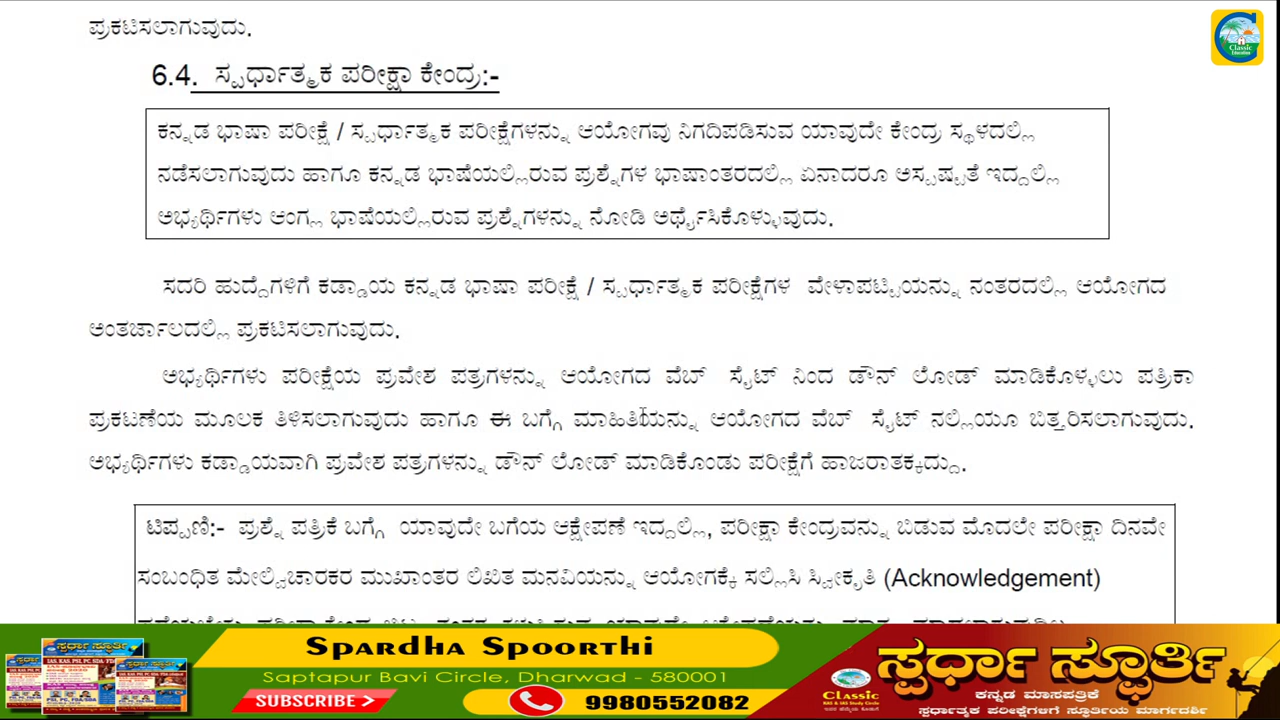 ಪ್ರಕಟಿಸಲಾಗುವುದು.
Classic
Education
6.4. ಸ್ಪರ್ಧಾತ್ಮಕ ಪರೀಕ್ಷಾ ಕೇಂದ್ರ:-
ಕನ್ನಡ ಭಾಷಾ ಪರೀಕ್ಷೆ / ಸ್ಪರ್ಧಾತ್ಮಕ ಪರೀಕ್ಷೆಗಳನ್ನು ಆಯೋಗವು ನಿಗದಿಪಡಿಸುವ ಯಾವುದೇ ಕೇಂದ್ರ ಸ್ಥಳದಲ್ಲಿ
ನಡೆಸಲಾಗುವುದು ಹಾಗೂ ಕನ್ನಡ ಭಾಷೆಯಲ್ಲಿರುವ ಪ್ರಶ್ನೆಗಳ ಭಾಷಾಂತರದಲ್ಲಿ ಏನಾದರೂ ಅಸ್ಪಷ್ಟತೆ ಇದ್ದಲ್ಲಿ
ಅಭ್ಯರ್ಥಿಗಳು ಆಂಗ್ಲ ಭಾಷೆಯಲ್ಲಿರುವ ಪ್ರಶ್ನೆಗಳನ್ನು ನೋಡಿ ಅರ್ಥೈಸಿಕೊಳ್ಳುವುದು.
ಸದರಿ ಹುದ್ದೆಗಳಿಗೆ ಕಡ್ಡಾಯ ಕನ್ನಡ ಭಾಷಾ ಪರೀಕ್ಷೆ / ಸ್ಪರ್ಧಾತ್ಮಕ ಪರೀಕ್ಷೆಗಳ ವೇಳಾಪಟ್ಟಿಯನ್ನು ನಂತರದಲ್ಲಿ ಆಯೋಗದ
ಅಂತರ್ಜಾಲದಲ್ಲಿ ಪ್ರಕಟಿಸಲಾಗುವುದು.
ಅಭ್ಯರ್ಥಿಗಳು ಪರೀಕ್ಷೆಯ ಪ್ರವೇಶ ಪತ್ರಗಳನ್ನು ಆಯೋಗದ ವೆಬ್ ಸೈಟ್ ನಿಂದ ಡೌನ್ ಲೋಡ್ ಮಾಡಿಕೊಳ್ಳಲು ಪತ್ರಿಕಾ
ಪ್ರಕಟಣೆಯ ಮೂಲಕ ತಿಳಿಸಲಾಗುವುದು ಹಾಗೂ ಈ ಬಗ್ಗೆ ಮಾಹಿತಿಯನ್ನು ಆಯೋಗದ ವೆಬ್ ಸೈಟ್ ನಲ್ಲಿಯೂ ಬಿತ್ತರಿಸಲಾಗುವುದು.
ಅಭ್ಯರ್ಥಿಗಳು ಕಡ್ಡಾಯವಾಗಿ ಪ್ರವೇಶ ಪತ್ರಗಳನ್ನು ಡೌನ್ ಲೋಡ್ ಮಾಡಿಕೊಂಡು ಪರೀಕ್ಷೆಗೆ ಹಾಜರಾತಕ್ಕದ್ದು.
ಟಿಪ್ಪಣಿ:- ಪ್ರಶ್ನೆ ಪತ್ರಿಕೆ ಬಗ್ಗೆ ಯಾವುದೇ ಬಗೆಯ ಆಕ್ಷೇಪಣೆ ಇದ್ದಲ್ಲಿ, ಪರೀಕ್ಷಾ ಕೇಂದ್ರವನ್ನು ಬಿಡುವ ಮೊದಲೇ ಪರೀಕ್ಷಾ ದಿನವೇ
ಸಂಬಂಧಿತ ಮೇಲ್ವಿಚಾರಕರ ಮುಖಾಂತರ ಲಿಖಿತ ಮನವಿಯನ್ನು ಆಯೋಗಕ್ಕೆ ಸಲ್ಲಿಸಿ ಸ್ವೀಕೃತಿ (Acknowledgement)
ಸ್ಪರ್ಧಾ ಸ್ಫೂರ್ತಿ
Spardha Spoorthi
Saptapur Bavi Circle, Dharwad - 580001
SUBSCRIBE
9980552082
Classic
ಸ್ಪರ್ಧಾ ಸ್ಫೂರ್ತಿ
ಕನ್ನಡ ಮಾಸಪತ್ರಿಕೆ
ಸ್ಪರ್ಧಾತ್ಮಕ ಪರೀಕ್ಷೆಗಳಿಗೆ ಸ್ಫೂರ್ತಿಯ ಮಾರ್ಗದರ್ಶಿ